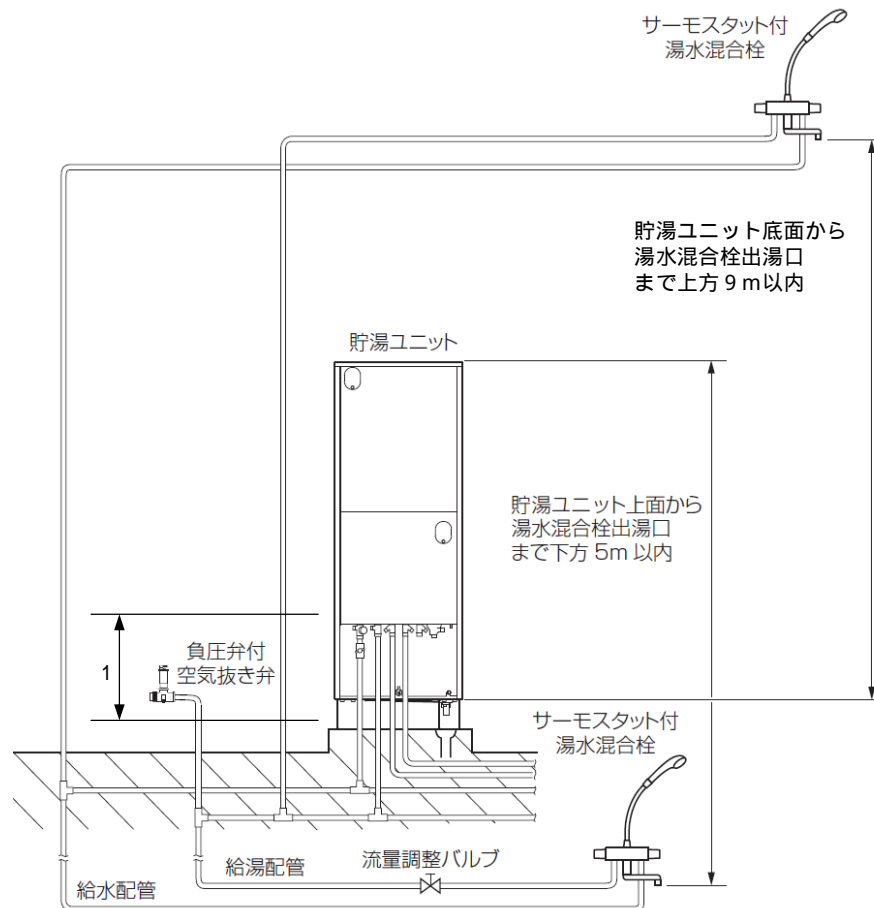 サーモスタット付
湯水混合栓
貯湯ユニット底面から
湯水混合栓出湯口
まで上方９ｍ以内
貯湯ユニット
貯湯ユニット上面から
湯水混合栓出湯口
まで下方 5m 以内
1
負圧弁付
空気抜き弁
サーモスタット付
湯水混合栓
給湯配管
流量調整バルブ
給水配管